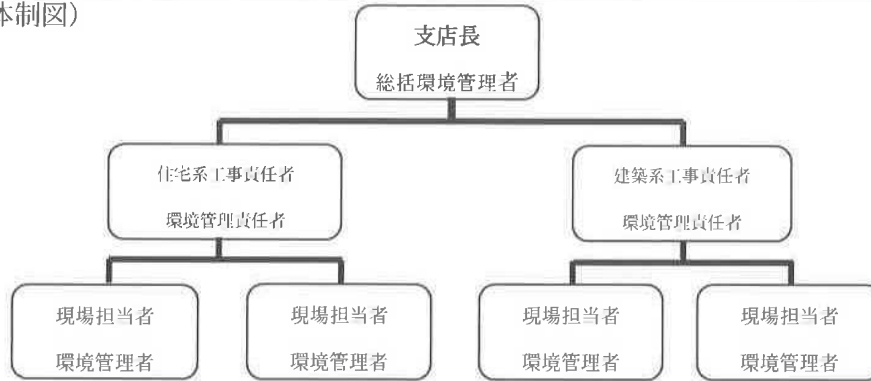 体制図）
支店長
総括環境管理者
住宅系工事責任者
環境管理責任者
建築系工事責任者
環境管理責任者
現場担当者
環境管理者
現場担当者
環境管理者
現場担当者
環境管理者
現場担当者
環境管理者